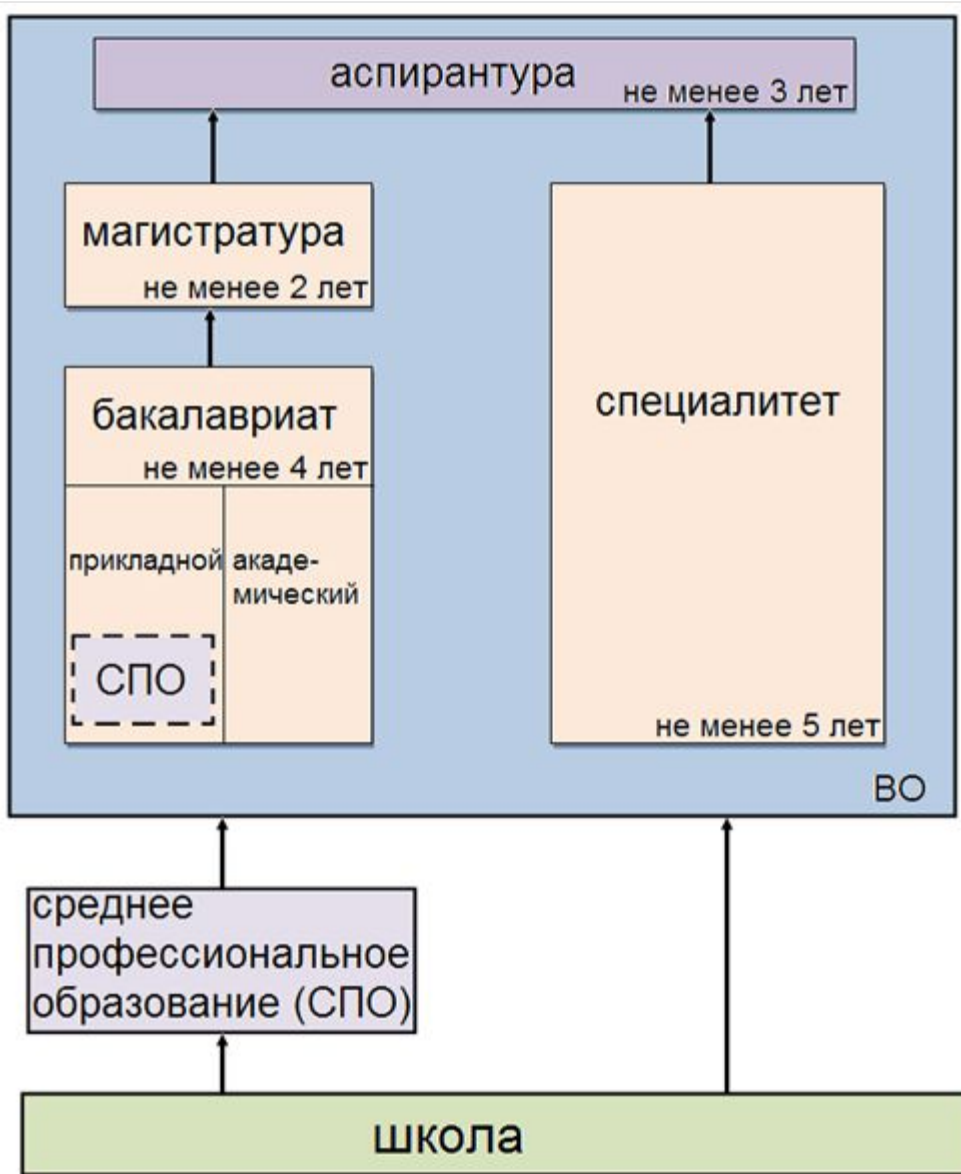 аспирантура
не менее 3 лет
магистратура
не менее 2 лет
бакалавриат
не менее 4 лет
прикладной
акаде-
мический
СПО
специалитет
не менее 5 лет
ВО
среднее
профессиональное
образование (СПО)
школа